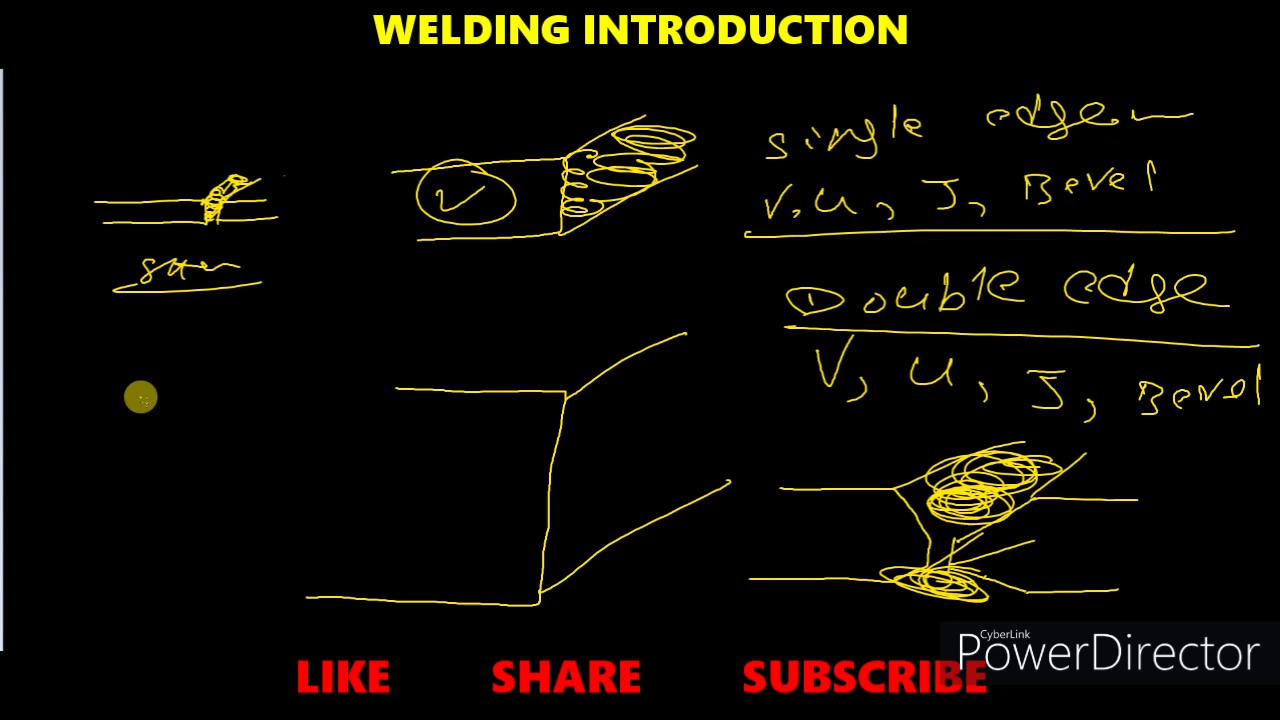 WELDING INTRODUCTION
single edge
V, U, J, Bevel
V
Double edge
V, U, J, Bevel
LIKE SHARE SUBSCRIBE
CyberLink
PowerDirector